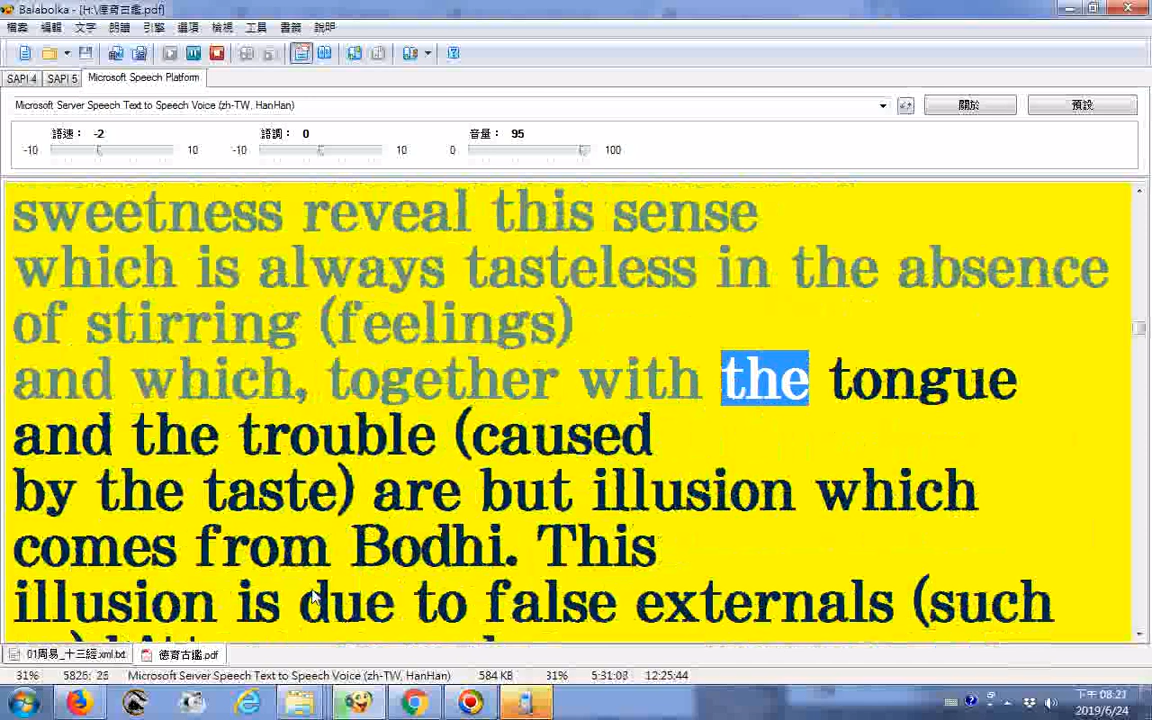 Balabolka - [H:\德育古鑑.pdf]
檔案 編輯 文字 朗讀 引擎 選項 檢視 工具 書籤 說明
SAPI 4 SAPI 5 Microsoft Speech Platform
Microsoft Server Speech Text to Speech Voice (zh-TW, HanHan) 關於 預設
語速： -2 語調： 0 音量： 95
-10 10 -10 10 0 100
sweetness reveal this sense
which is always tasteless in the absence
of stirring (feelings)
and which, together with the tongue
and the trouble (caused
by the taste) are but illusion which
comes from Bodhi. This
illusion is due to false externals (such
01周易_十三經.xml.txt 德育古鑑.pdf
31% 5826: 23 Microsoft Server Speech Text to Speech Voice (zh-TW, HanHan) 584 KB 31% 5:31:03 12:25:44
下午 08:21
2019/6/24